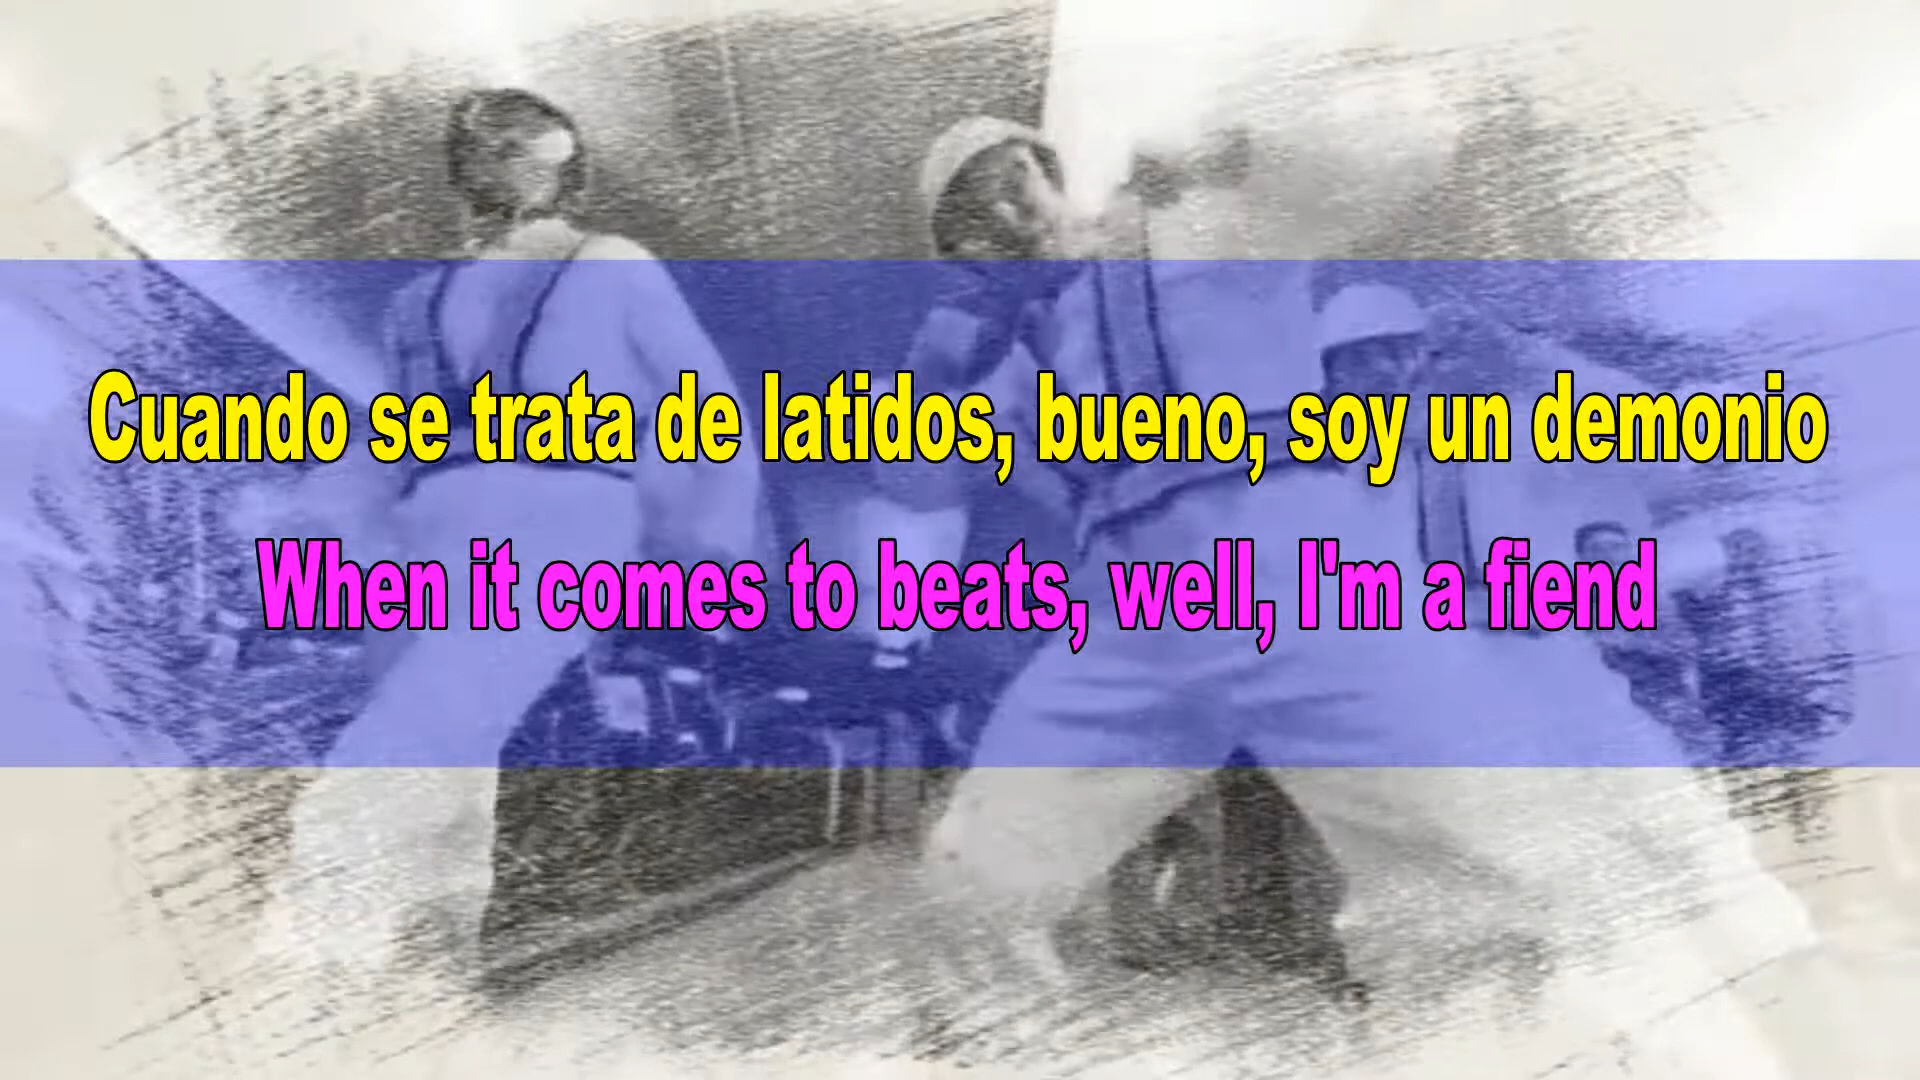 Cuando se trata de latidos, bueno, soy un demonio
When it comes to beats, well, I'm a fiend